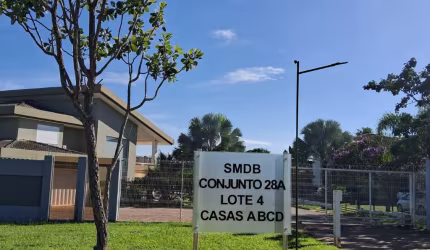 SMDB
CONJUNTO 28A
LOTE 4
CASAS ABCD